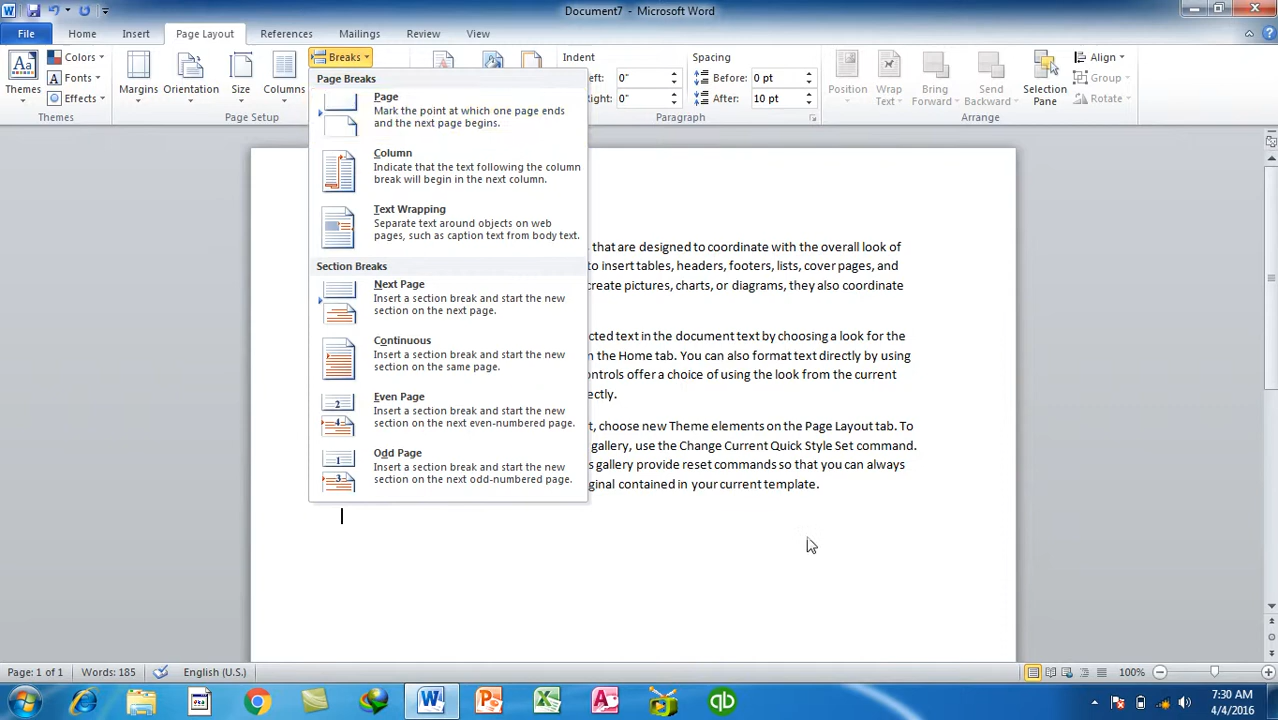 Document7 - Microsoft Word
File Home Insert Page Layout References Mailings Review View
Themes
Colors
Fonts
Effects
Themes
Margins
Orientation
Size
Columns
Breaks
Page Setup
Indent
Left: 0"
Right: 0"
Spacing
Before: 0 pt
After: 10 pt
Paragraph
Position
Wrap Text
Bring Forward
Send Backward
Selection Pane
Align
Group
Rotate
Arrange
Page Breaks
Page
Mark the point at which one page ends
and the next page begins.
Column
Indicate that the text following the column
break will begin in the next column.
Text Wrapping
Separate text around objects on web
pages, such as caption text from body text.
Section Breaks
Next Page
Insert a section break and start the new
section on the next page.
Continuous
Insert a section break and start the new
section on the same page.
Even Page
Insert a section break and start the new
section on the next even-numbered page.
Odd Page
Insert a section break and start the new
section on the next odd-numbered page.
that are designed to coordinate with the overall look of
to insert tables, headers, footers, lists, cover pages, and
create pictures, charts, or diagrams, they also coordinate
text in the document text by choosing a look for the
the Home tab. You can also format text directly by using
offer a choice of using the look from the current
choose new Theme elements on the Page Layout tab. To
gallery, use the Change Current Quick Style Set command.
gallery provide reset commands so that you can always
contained in your current template.
Page: 1 of 1 Words: 185 English (U.S.) 100%
7:30 AM
4/4/2016